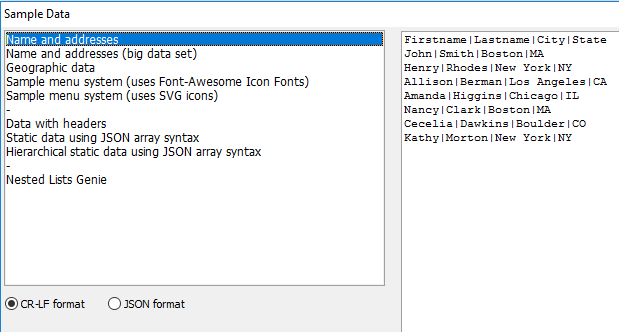 Sample Data
Name and addresses
Name and addresses (big data set)
Geographic data
Sample menu system (uses Font-Awesome Icon Fonts)
Sample menu system (uses SVG icons)
-
Data with headers
Static data using JSON array syntax
Hierarchical static data using JSON array syntax
-
Nested Lists Genie
CR-LF format
JSON format
Firstname|Lastname|City|State
John|Smith|Boston|MA
Henry|Rhodes|New York|NY
Allison|Berman|Los Angeles|CA
Amanda|Higgins|Chicago|IL
Nancy|Clark|Boston|MA
Cecelia|Dawkins|Boulder|CO
Kathy|Morton|New York|NY